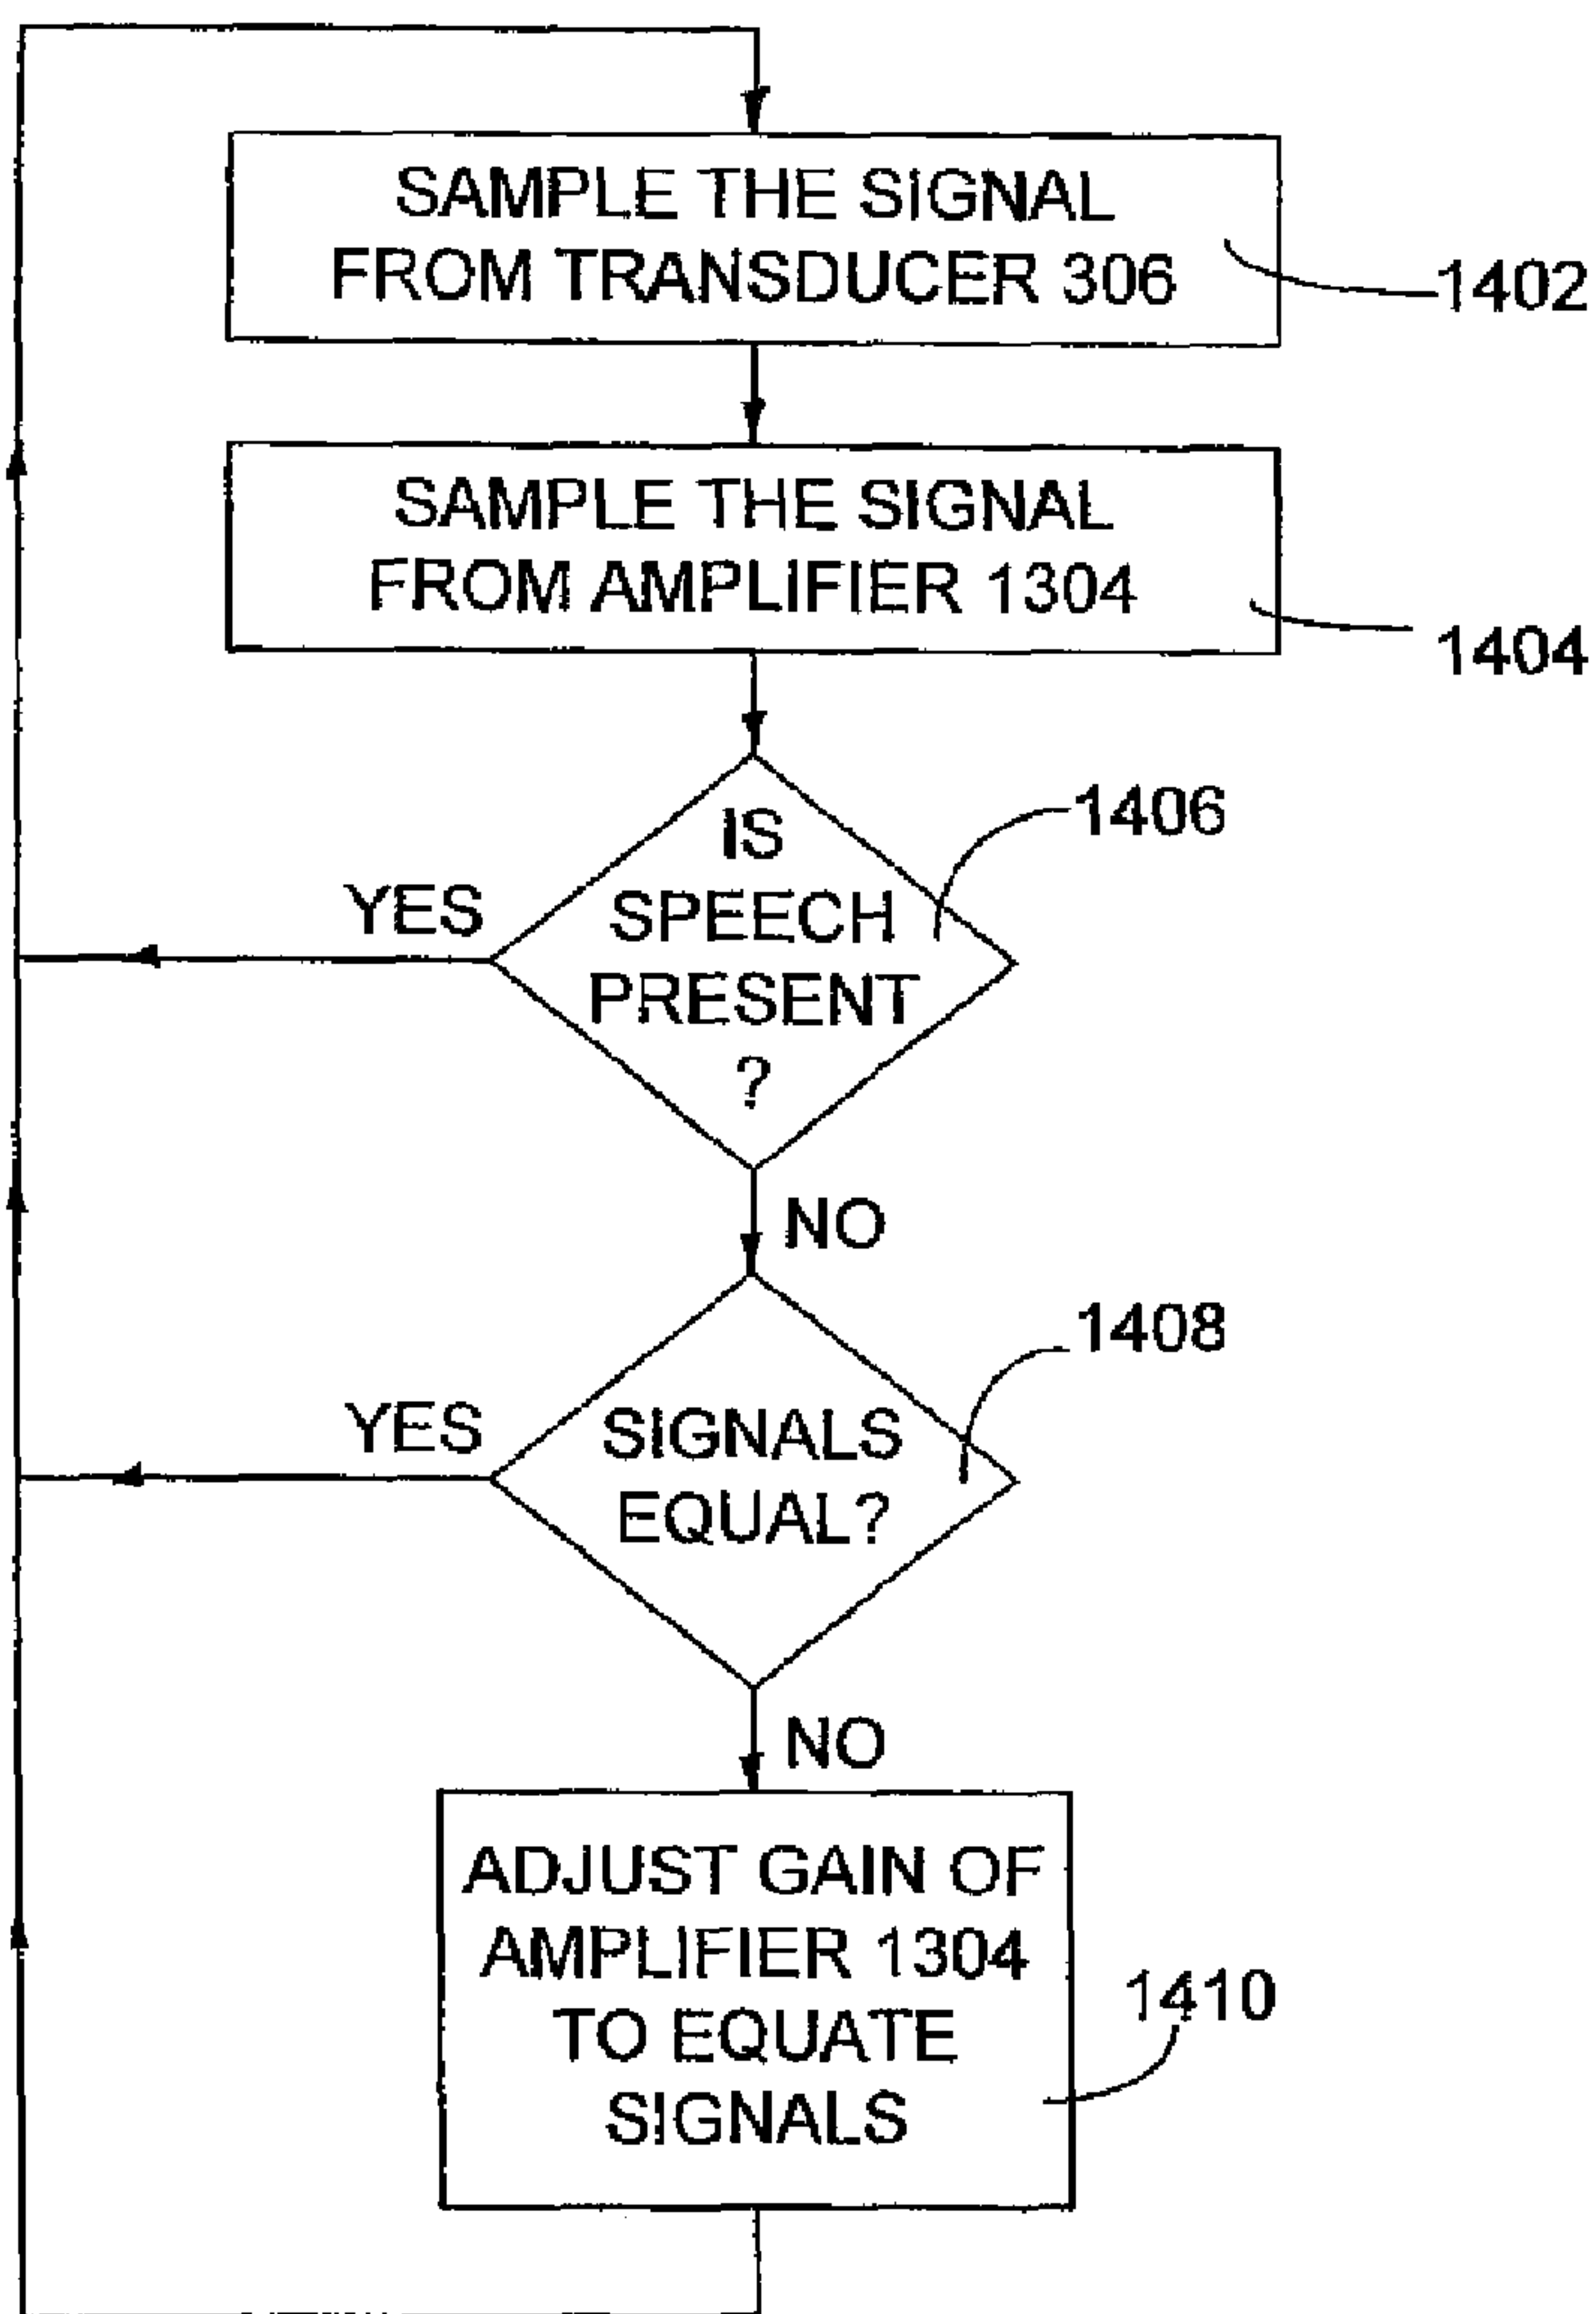 SAMPLE THE SIGNAL
FROM TRANSDUCER 306
1402
SAMPLE THE SIGNAL
FROM AMPLIFIER 1304
1404
IS
SPEECH
PRESENT
?
1406
YES
NO
SIGNALS
EQUAL?
1408
YES
NO
ADJUST GAIN OF
AMPLIFIER 1304
TO EQUATE
SIGNALS
1410